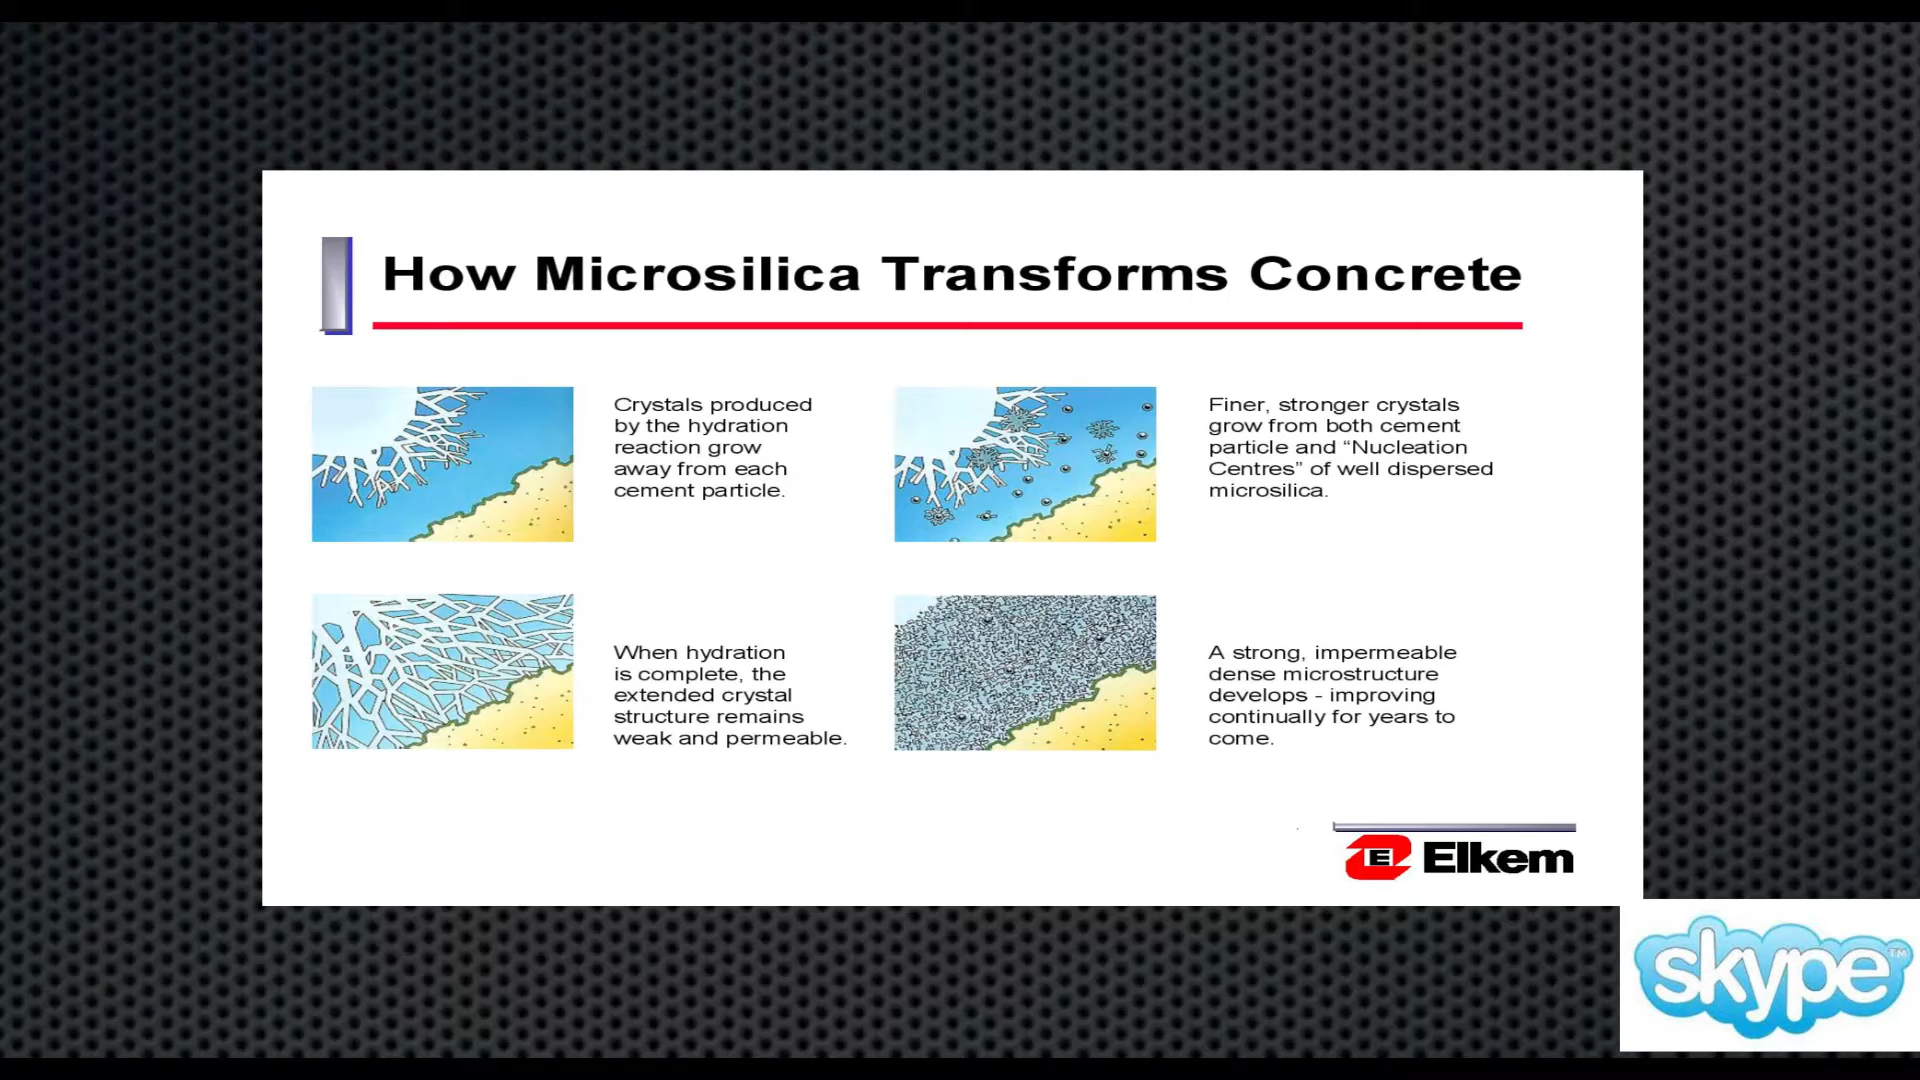 How Microsilica Transforms Concrete
Crystals produced
by the hydration
reaction grow
away from each
cement particle.
Finer, stronger crystals
grow from both cement
particle and “Nucleation
Centres” of well dispersed
microsilica.
When hydration
is complete, the
extended crystal
structure remains
weak and permeable.
A strong, impermeable
dense microstructure
develops - improving
continually for years to
come.
E Elkem
skype™